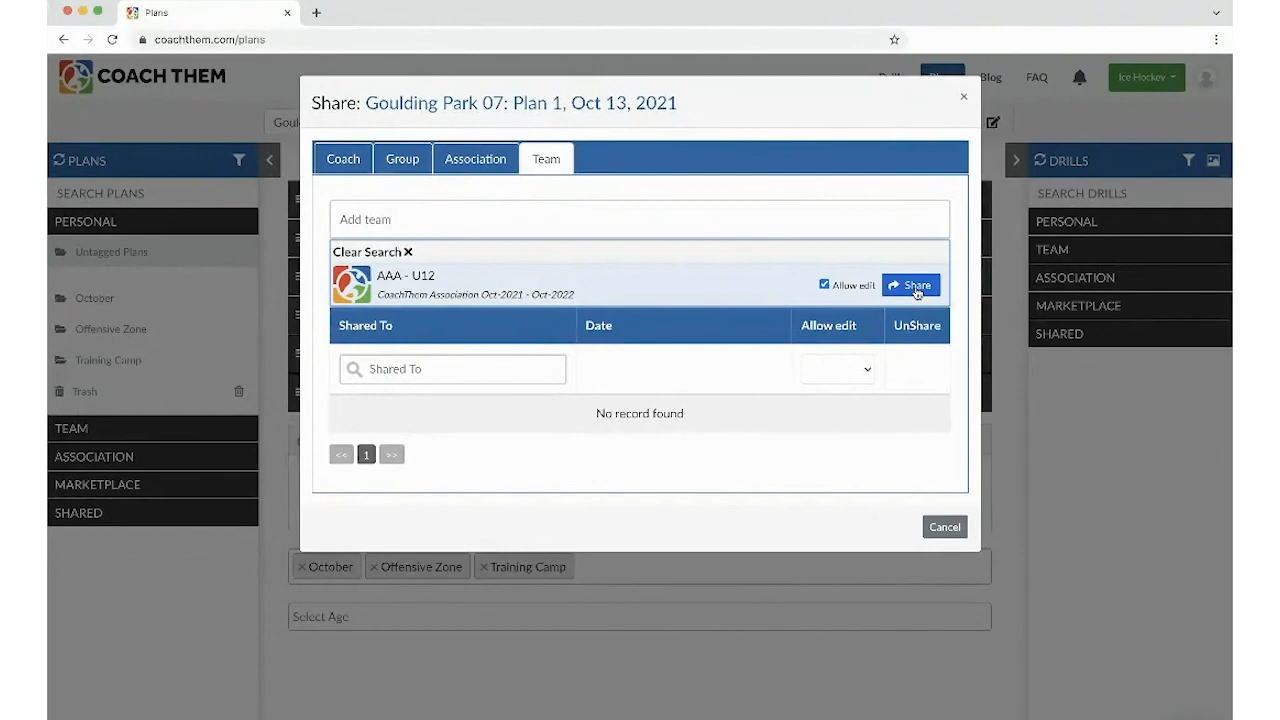 Plans
coachthem.com/plans
COACH THEM
Blog
FAQ
Ice Hockey
Share: Goulding Park 07: Plan 1, Oct 13, 2021
Goul
PLANS
DRILLS
Coach
Group
Association
Team
SEARCH PLANS
SEARCH DRILLS
Add team
PERSONAL
PERSONAL
Untagged Plans
TEAM
Clear Search
AAA - U12
CoachThem Association Oct-2021 - Oct-2022
Allow edit
Share
ASSOCIATION
October
MARKETPLACE
Offensive Zone
SHARED
Shared To
Date
Allow edit
UnShare
Training Camp
Shared To
Trash
No record found
TEAM
ASSOCIATION
<< 1 >>
MARKETPLACE
SHARED
Cancel
× October
× Offensive Zone
× Training Camp
Select Age